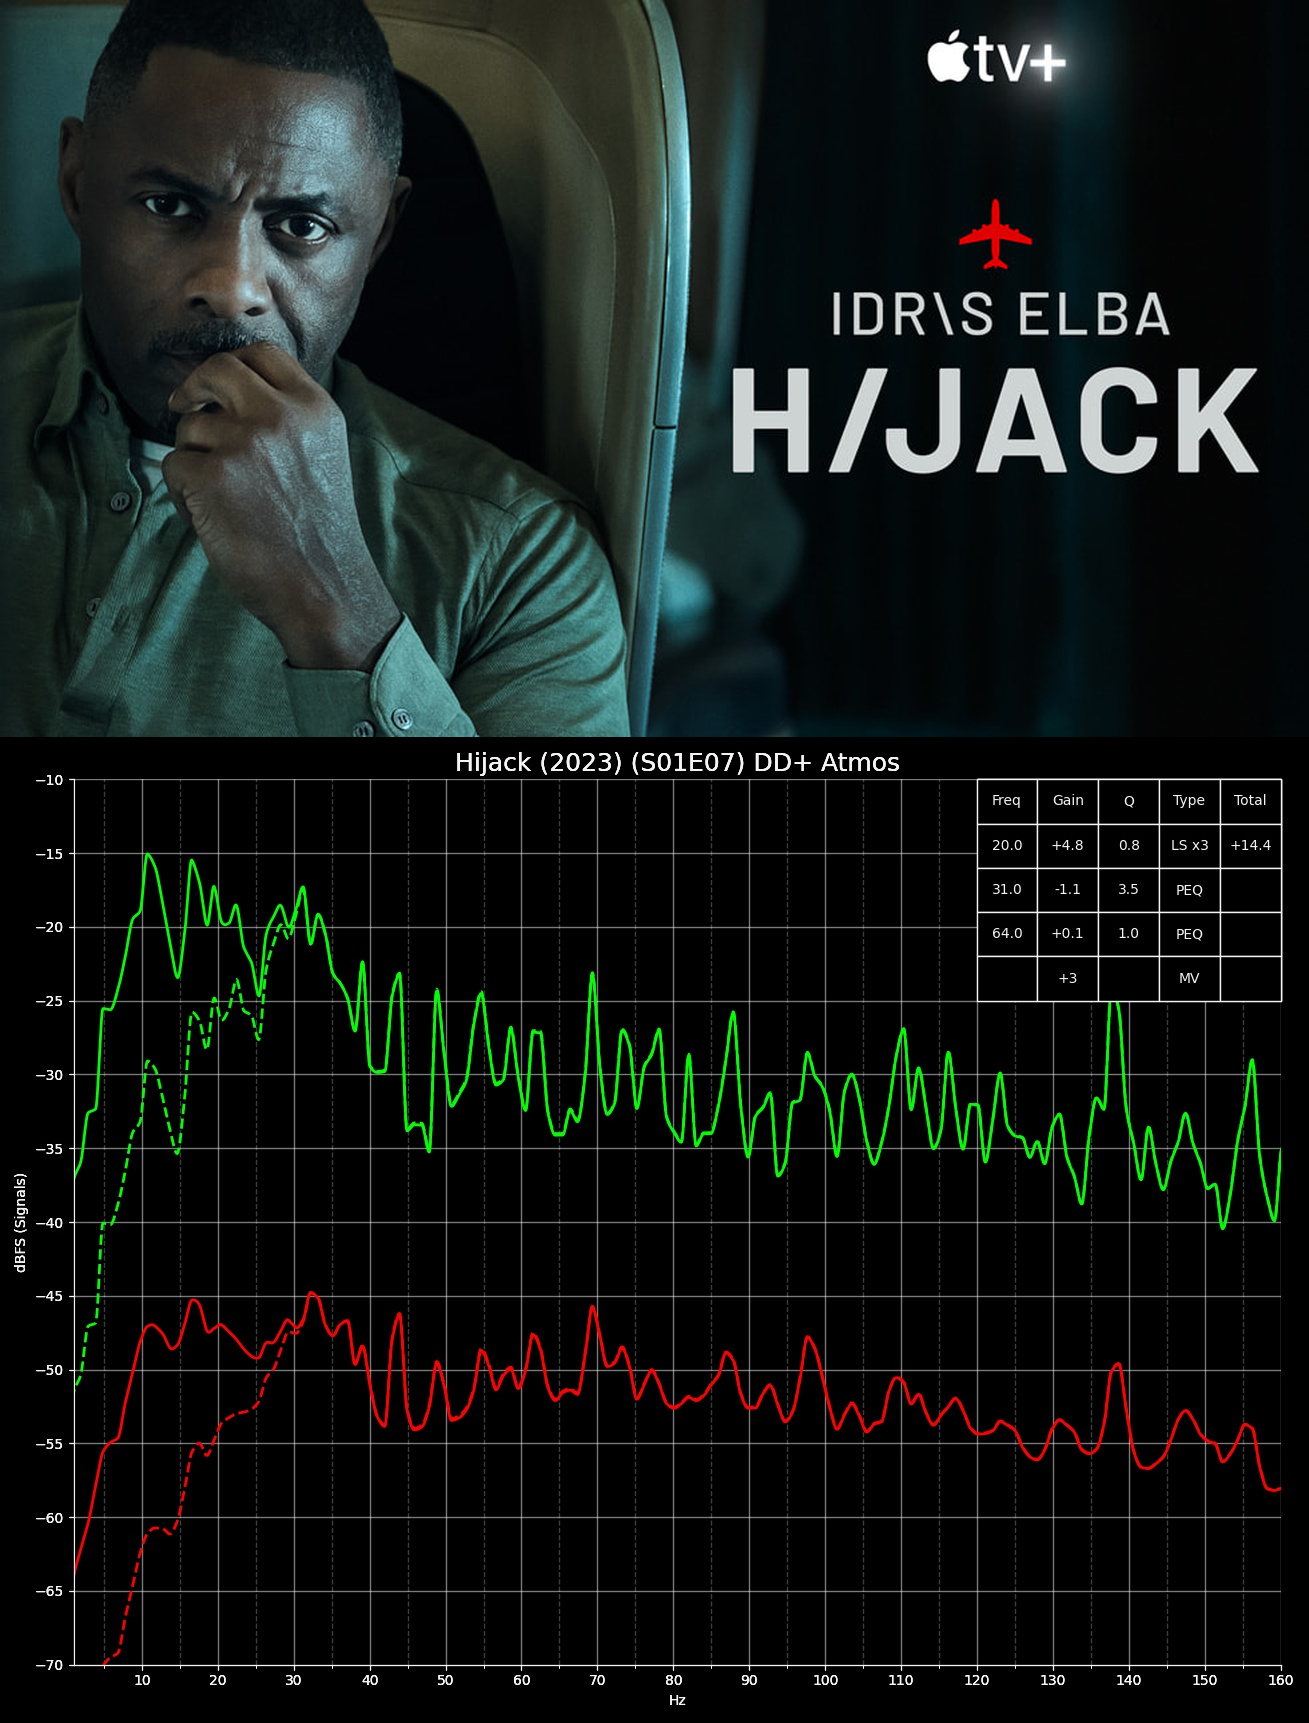 tv+
IDR\S ELBA
H/JACK
Hijack (2023) (S01E07) DD+ Atmos
Freq Gain Q Type Total
20.0 +4.8 0.8 LS x3 +14.4
31.0 -1.1 3.5 PEQ
64.0 +0.1 1.0 PEQ
+3 MV
−10
−15
−20
−25
−30
−35
−40
−45
−50
−55
−60
−65
−70
dBFS (Signals)
10 20 30 40 50 60 70 80 90 100 110 120 130 140 150 160
Hz